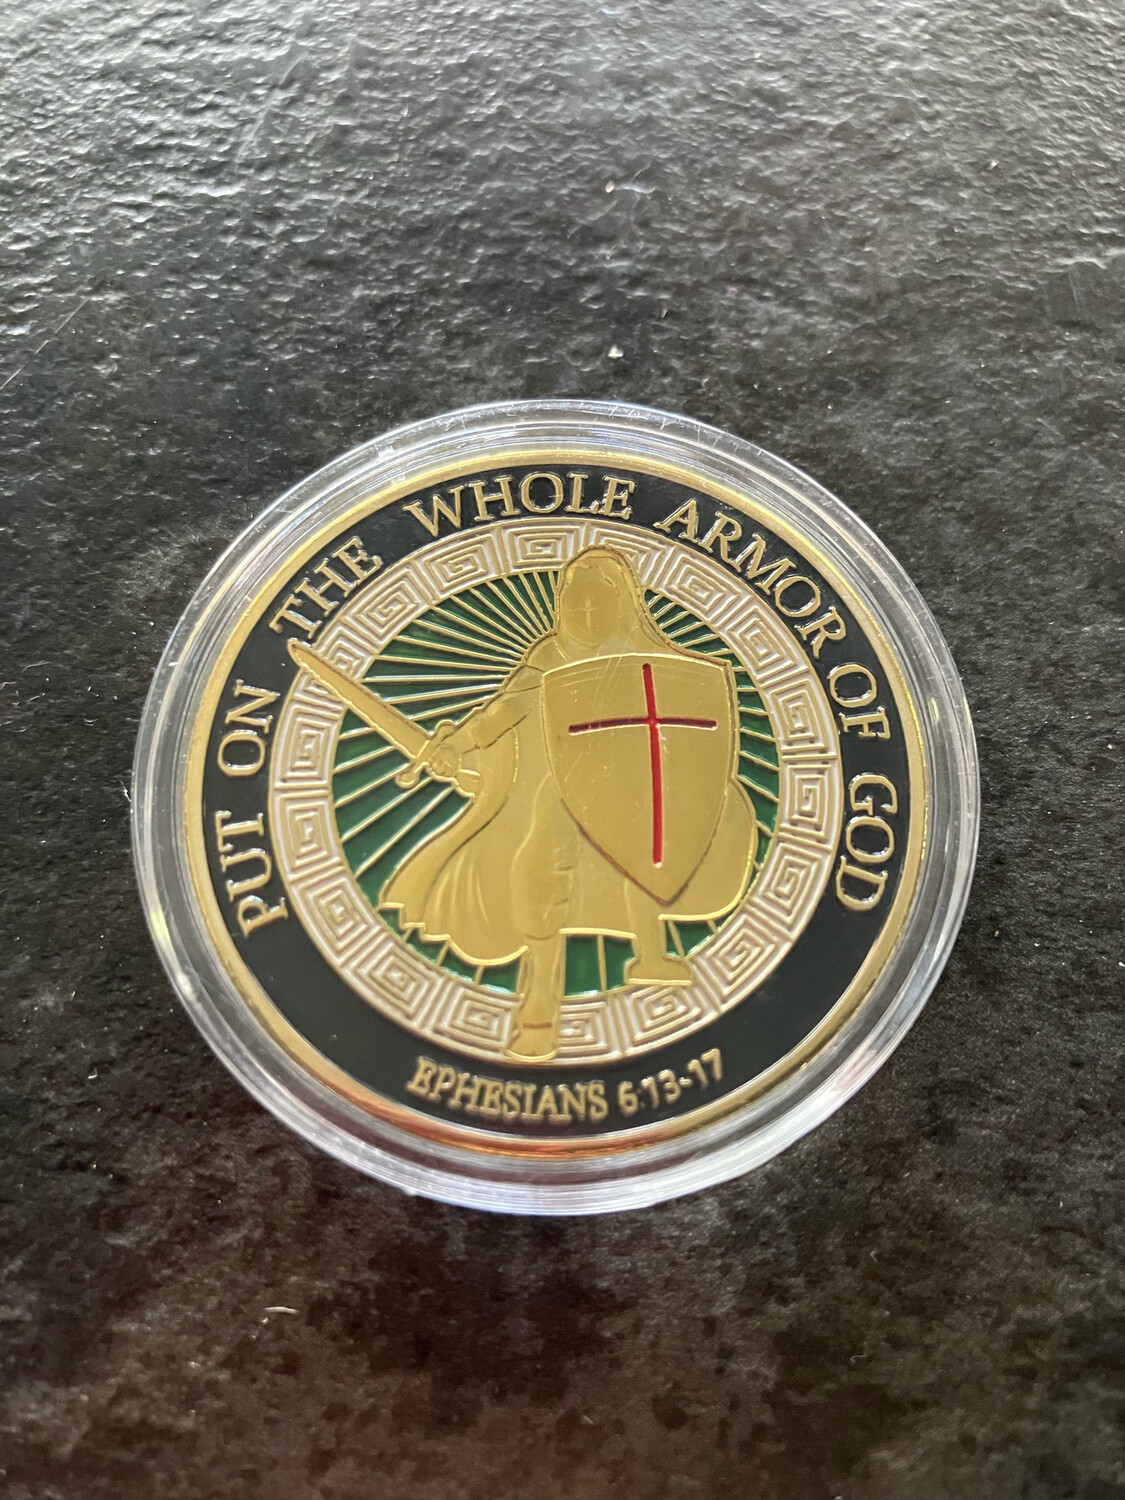 PUT ON THE WHOLE ARMOR OF GOD
EPHESIANS 6:13-17